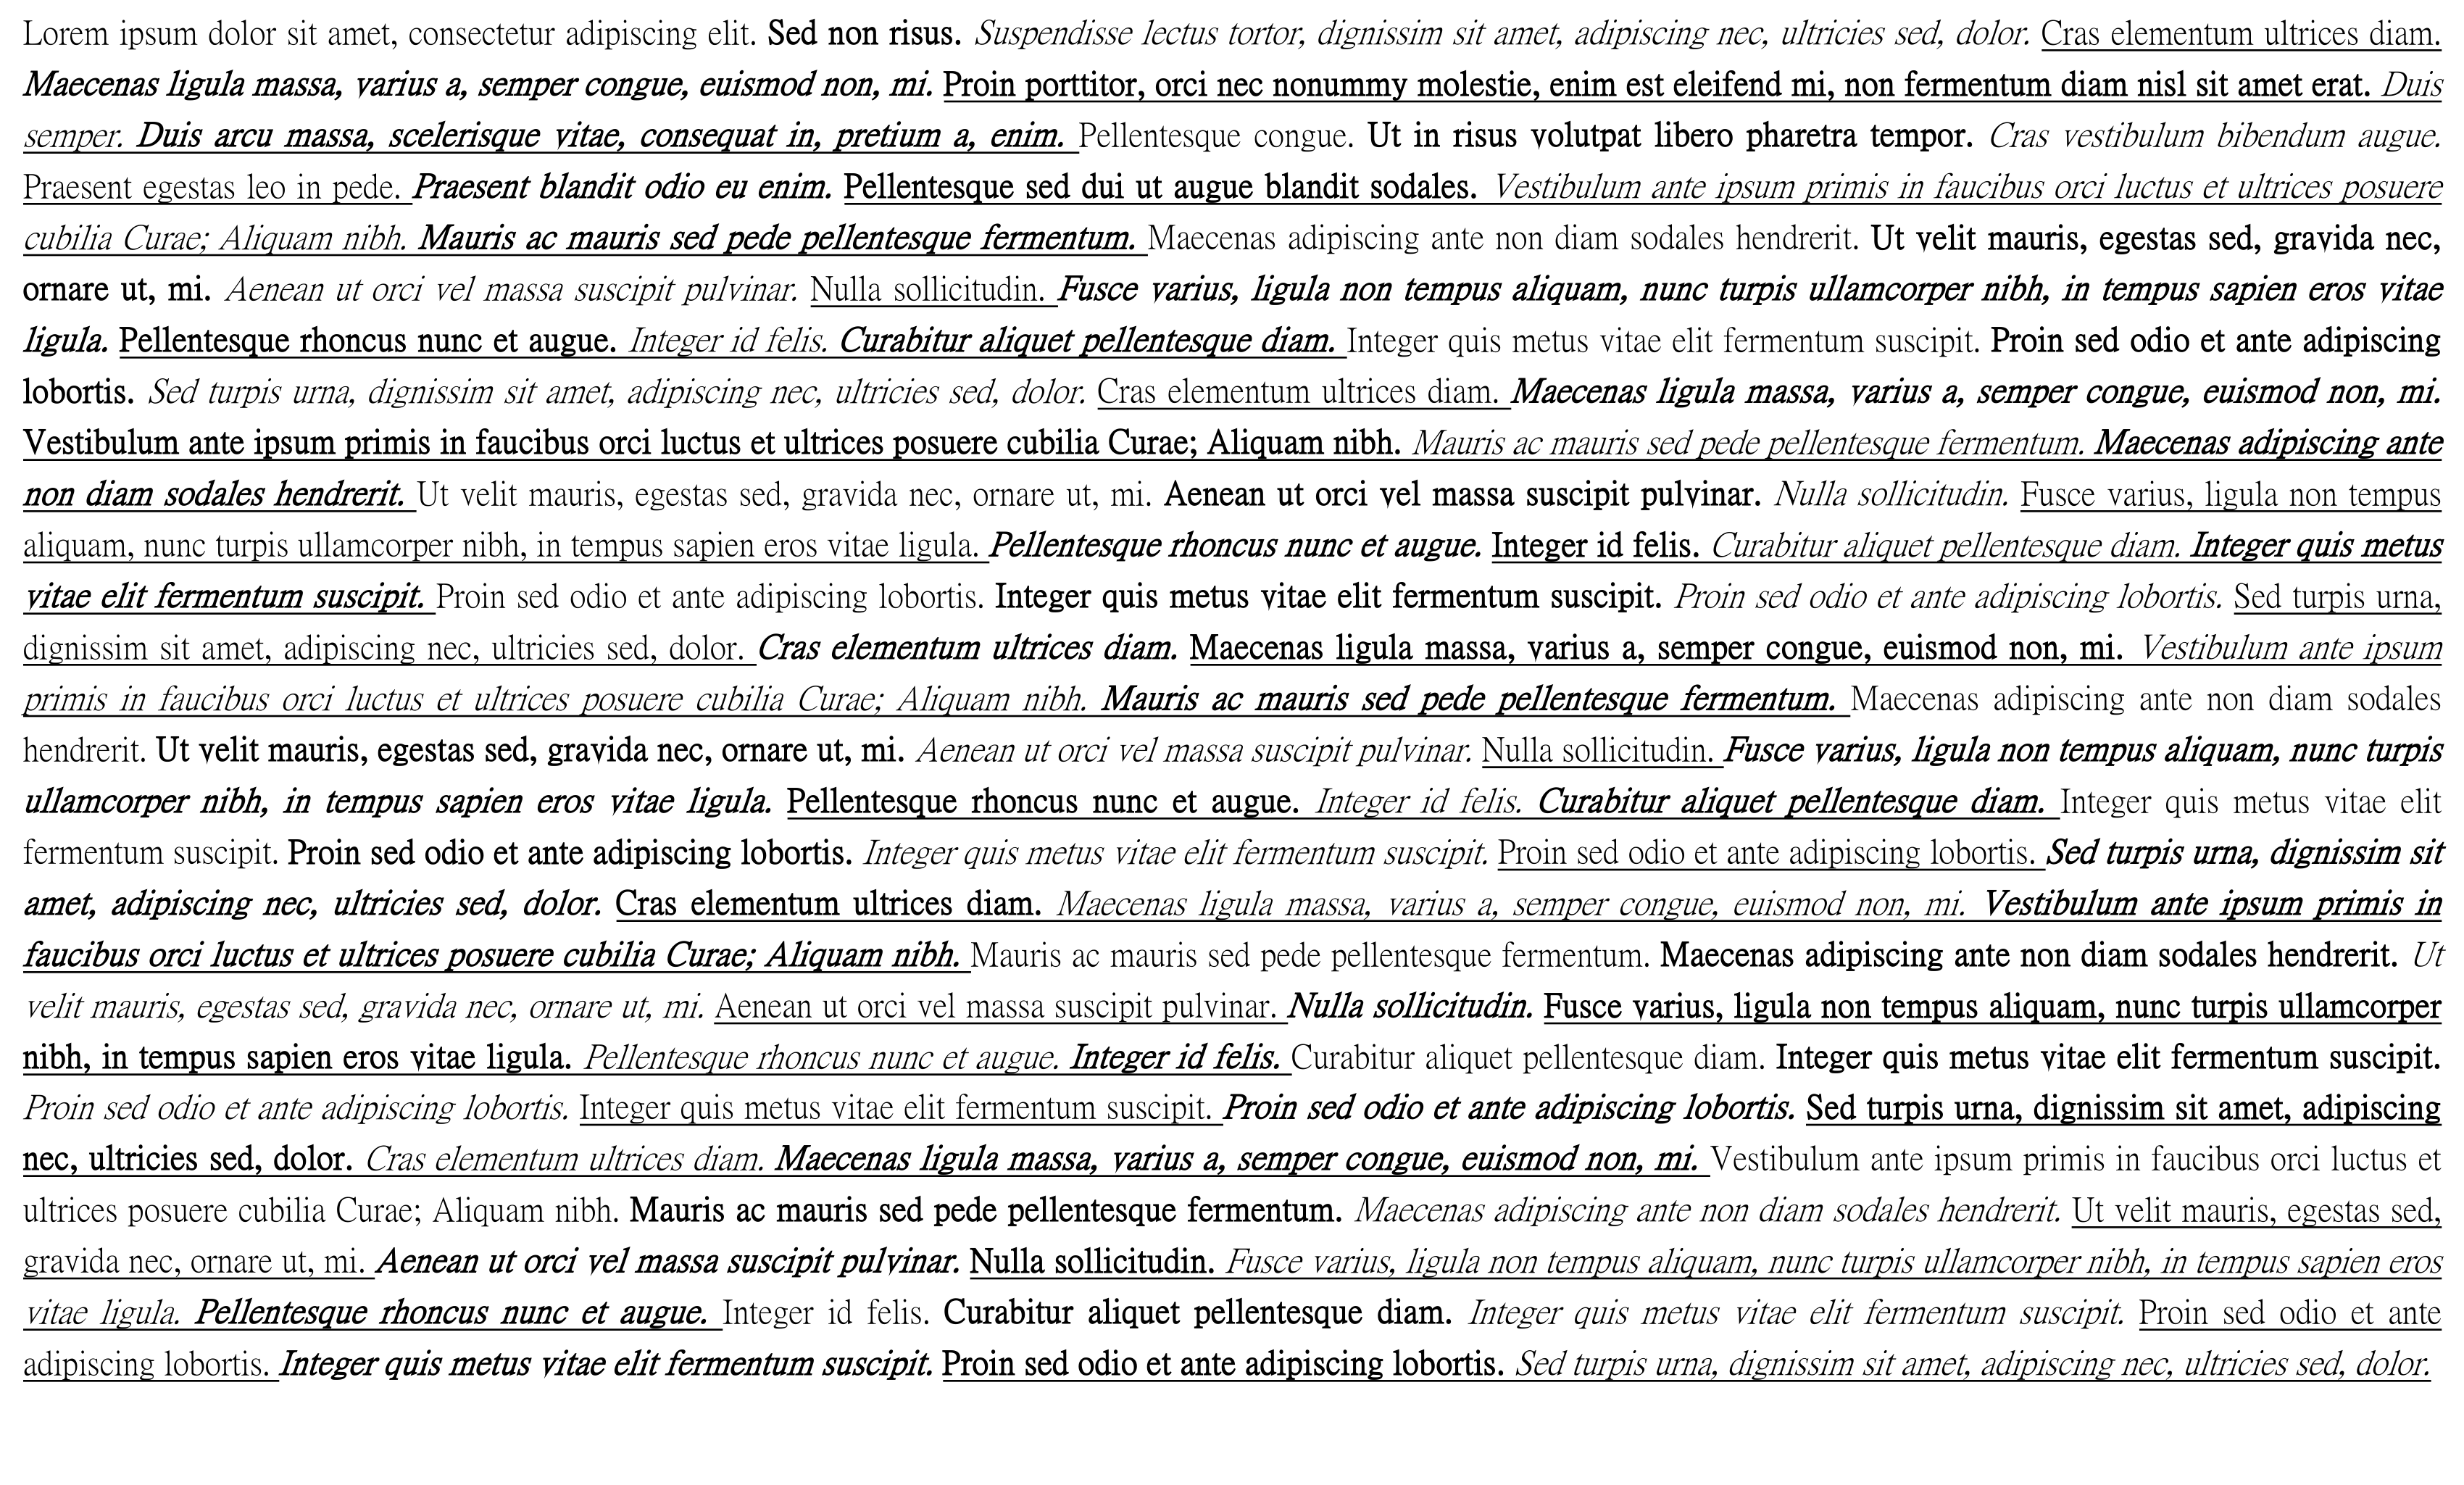 Lorem ipsum dolor sit amet, consectetur adipiscing elit. Sed non risus. Suspendisse lectus tortor, dignissim sit amet, adipiscing nec, ultricies sed, dolor. Cras elementum ultrices diam.
Maecenas ligula massa, varius a, semper congue, euismod non, mi. Proin porttitor, orci nec nonummy molestie, enim est eleifend mi, non fermentum diam nisl sit amet erat. Duis
semper. Duis arcu massa, scelerisque vitae, consequat in, pretium a, enim. Pellentesque congue. Ut in risus volutpat libero pharetra tempor. Cras vestibulum bibendum augue.
Praesent egestas leo in pede. Praesent blandit odio eu enim. Pellentesque sed dui ut augue blandit sodales. Vestibulum ante ipsum primis in faucibus orci luctus et ultrices posuere
cubilia Curae; Aliquam nibh. Mauris ac mauris sed pede pellentesque fermentum. Maecenas adipiscing ante non diam sodales hendrerit. Ut velit mauris, egestas sed, gravida nec,
ornare ut, mi. Aenean ut orci vel massa suscipit pulvinar. Nulla sollicitudin. Fusce varius, ligula non tempus aliquam, nunc turpis ullamcorper nibh, in tempus sapien eros vitae
ligula. Pellentesque rhoncus nunc et augue. Integer id felis. Curabitur aliquet pellentesque diam. Integer quis metus vitae elit fermentum suscipit. Proin sed odio et ante adipiscing
lobortis. Sed turpis urna, dignissim sit amet, adipiscing nec, ultricies sed, dolor. Cras elementum ultrices diam. Maecenas ligula massa, varius a, semper congue, euismod non, mi.
Vestibulum ante ipsum primis in faucibus orci luctus et ultrices posuere cubilia Curae; Aliquam nibh. Mauris ac mauris sed pede pellentesque fermentum. Maecenas adipiscing ante
non diam sodales hendrerit. Ut velit mauris, egestas sed, gravida nec, ornare ut, mi. Aenean ut orci vel massa suscipit pulvinar. Nulla sollicitudin. Fusce varius, ligula non tempus
aliquam, nunc turpis ullamcorper nibh, in tempus sapien eros vitae ligula. Pellentesque rhoncus nunc et augue. Integer id felis. Curabitur aliquet pellentesque diam. Integer quis metus
vitae elit fermentum suscipit. Proin sed odio et ante adipiscing lobortis. Integer quis metus vitae elit fermentum suscipit. Proin sed odio et ante adipiscing lobortis. Sed turpis urna,
dignissim sit amet, adipiscing nec, ultricies sed, dolor. Cras elementum ultrices diam. Maecenas ligula massa, varius a, semper congue, euismod non, mi. Vestibulum ante ipsum
primis in faucibus orci luctus et ultrices posuere cubilia Curae; Aliquam nibh. Mauris ac mauris sed pede pellentesque fermentum. Maecenas adipiscing ante non diam sodales
hendrerit. Ut velit mauris, egestas sed, gravida nec, ornare ut, mi. Aenean ut orci vel massa suscipit pulvinar. Nulla sollicitudin. Fusce varius, ligula non tempus aliquam, nunc turpis
ullamcorper nibh, in tempus sapien eros vitae ligula. Pellentesque rhoncus nunc et augue. Integer id felis. Curabitur aliquet pellentesque diam. Integer quis metus vitae elit
fermentum suscipit. Proin sed odio et ante adipiscing lobortis. Integer quis metus vitae elit fermentum suscipit. Proin sed odio et ante adipiscing lobortis. Sed turpis urna, dignissim sit
amet, adipiscing nec, ultricies sed, dolor. Cras elementum ultrices diam. Maecenas ligula massa, varius a, semper congue, euismod non, mi. Vestibulum ante ipsum primis in
faucibus orci luctus et ultrices posuere cubilia Curae; Aliquam nibh. Mauris ac mauris sed pede pellentesque fermentum. Maecenas adipiscing ante non diam sodales hendrerit. Ut
velit mauris, egestas sed, gravida nec, ornare ut, mi. Aenean ut orci vel massa suscipit pulvinar. Nulla sollicitudin. Fusce varius, ligula non tempus aliquam, nunc turpis ullamcorper
nibh, in tempus sapien eros vitae ligula. Pellentesque rhoncus nunc et augue. Integer id felis. Curabitur aliquet pellentesque diam. Integer quis metus vitae elit fermentum suscipit.
Proin sed odio et ante adipiscing lobortis. Integer quis metus vitae elit fermentum suscipit. Proin sed odio et ante adipiscing lobortis. Sed turpis urna, dignissim sit amet, adipiscing
nec, ultricies sed, dolor. Cras elementum ultrices diam. Maecenas ligula massa, varius a, semper congue, euismod non, mi. Vestibulum ante ipsum primis in faucibus orci luctus et
ultrices posuere cubilia Curae; Aliquam nibh. Mauris ac mauris sed pede pellentesque fermentum. Maecenas adipiscing ante non diam sodales hendrerit. Ut velit mauris, egestas sed,
gravida nec, ornare ut, mi. Aenean ut orci vel massa suscipit pulvinar. Nulla sollicitudin. Fusce varius, ligula non tempus aliquam, nunc turpis ullamcorper nibh, in tempus sapien eros
vitae ligula. Pellentesque rhoncus nunc et augue. Integer id felis. Curabitur aliquet pellentesque diam. Integer quis metus vitae elit fermentum suscipit. Proin sed odio et ante
adipiscing lobortis. Integer quis metus vitae elit fermentum suscipit. Proin sed odio et ante adipiscing lobortis. Sed turpis urna, dignissim sit amet, adipiscing nec, ultricies sed, dolor.